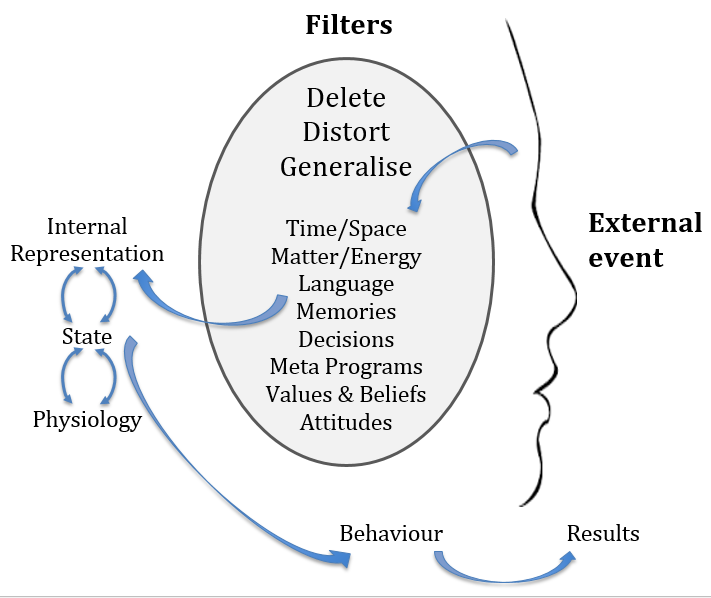 Filters
Delete
Distort
Generalise
Time/Space
Matter/Energy
Language
Memories
Decisions
Meta Programs
Values & Beliefs
Attitudes
External
event
Internal
Representation
State
Physiology
Behaviour
Results